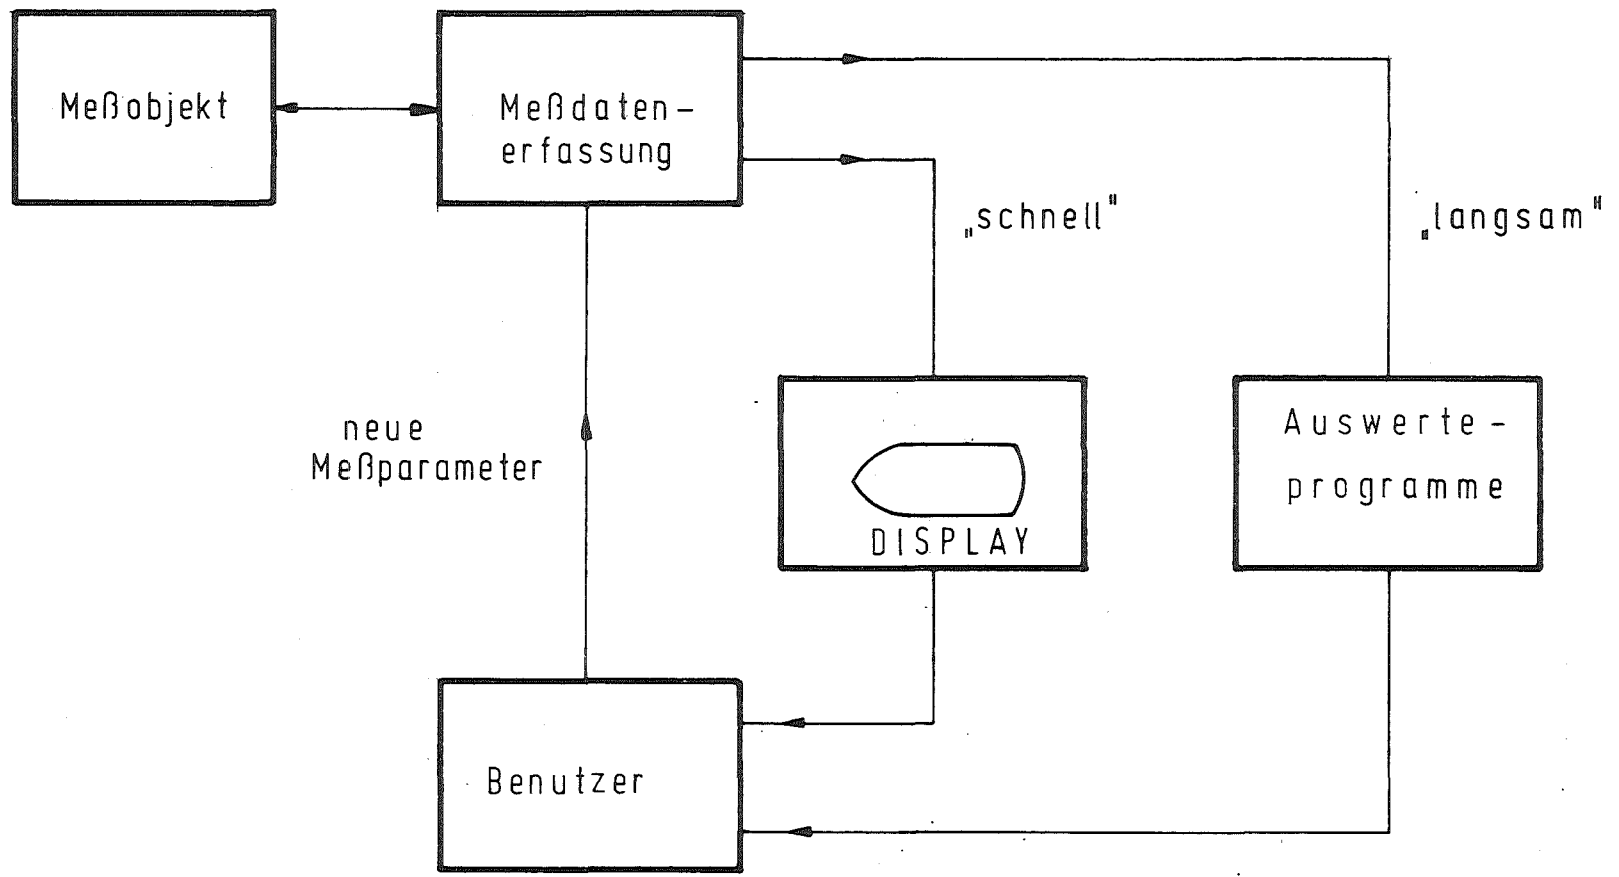 Meßobjekt
Meßdaten-
erfassung
„schnell"
„langsam"
neue
Meßparameter
DISPLAY
Auswerte-
programme
Benutzer